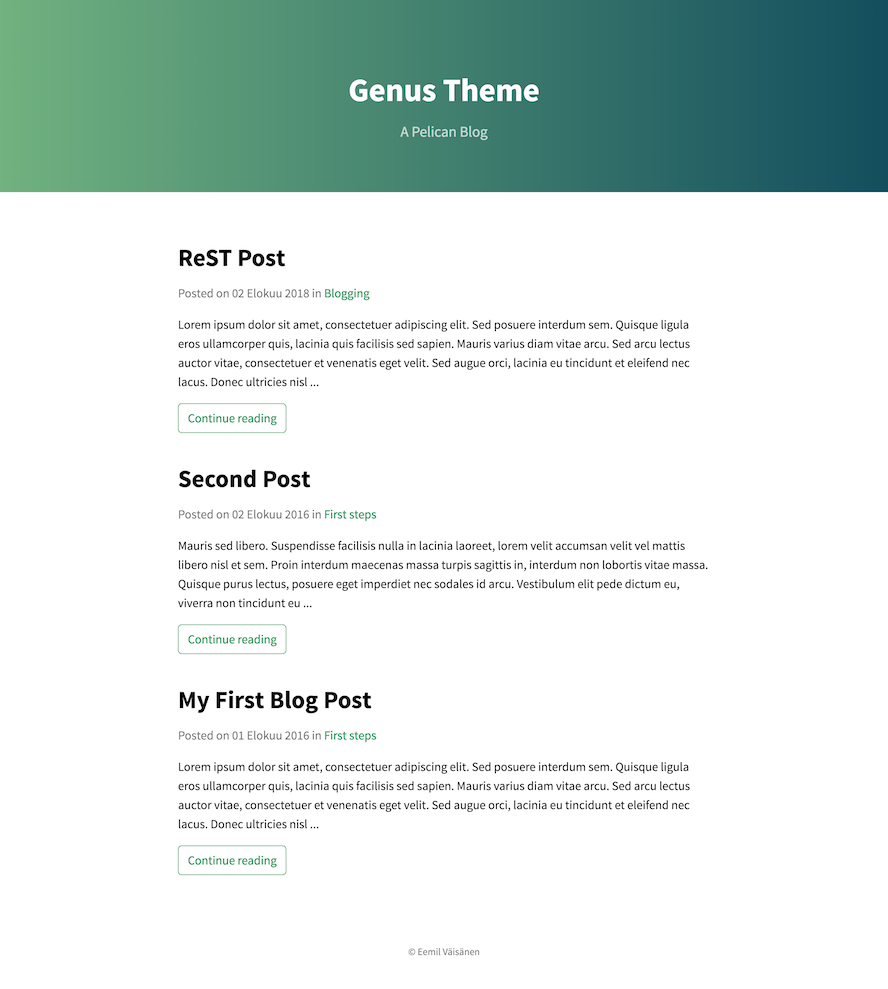 Genus Theme
A Pelican Blog
ReST Post
Posted on 02 Elokuu 2018 in Blogging
Lorem ipsum dolor sit amet, consectetuer adipiscing elit. Sed posuere interdum sem. Quisque ligula
eros ullamcorper quis, lacinia quis facilisis sed sapien. Mauris varius diam vitae arcu. Sed arcu lectus
auctor vitae, consectetuer et venenatis eget velit. Sed augue orci, lacinia eu tincidunt et eleifend nec
lacus. Donec ultricies nisl ...
Continue reading
Second Post
Posted on 02 Elokuu 2016 in First steps
Mauris sed libero. Suspendisse facilisis nulla in lacinia laoreet, lorem velit accumsan velit vel mattis
libero nisl et sem. Proin interdum maecenas massa turpis sagittis in, interdum non lobortis vitae massa.
Quisque purus lectus, posuere eget imperdiet nec sodales id arcu. Vestibulum elit pede dictum eu,
viverra non tincidunt eu ...
Continue reading
My First Blog Post
Posted on 01 Elokuu 2016 in First steps
Lorem ipsum dolor sit amet, consectetuer adipiscing elit. Sed posuere interdum sem. Quisque ligula
eros ullamcorper quis, lacinia quis facilisis sed sapien. Mauris varius diam vitae arcu. Sed arcu lectus
auctor vitae, consectetuer et venenatis eget velit. Sed augue orci, lacinia eu tincidunt et eleifend nec
lacus. Donec ultricies nisl ...
Continue reading
© Eemil Väisänen